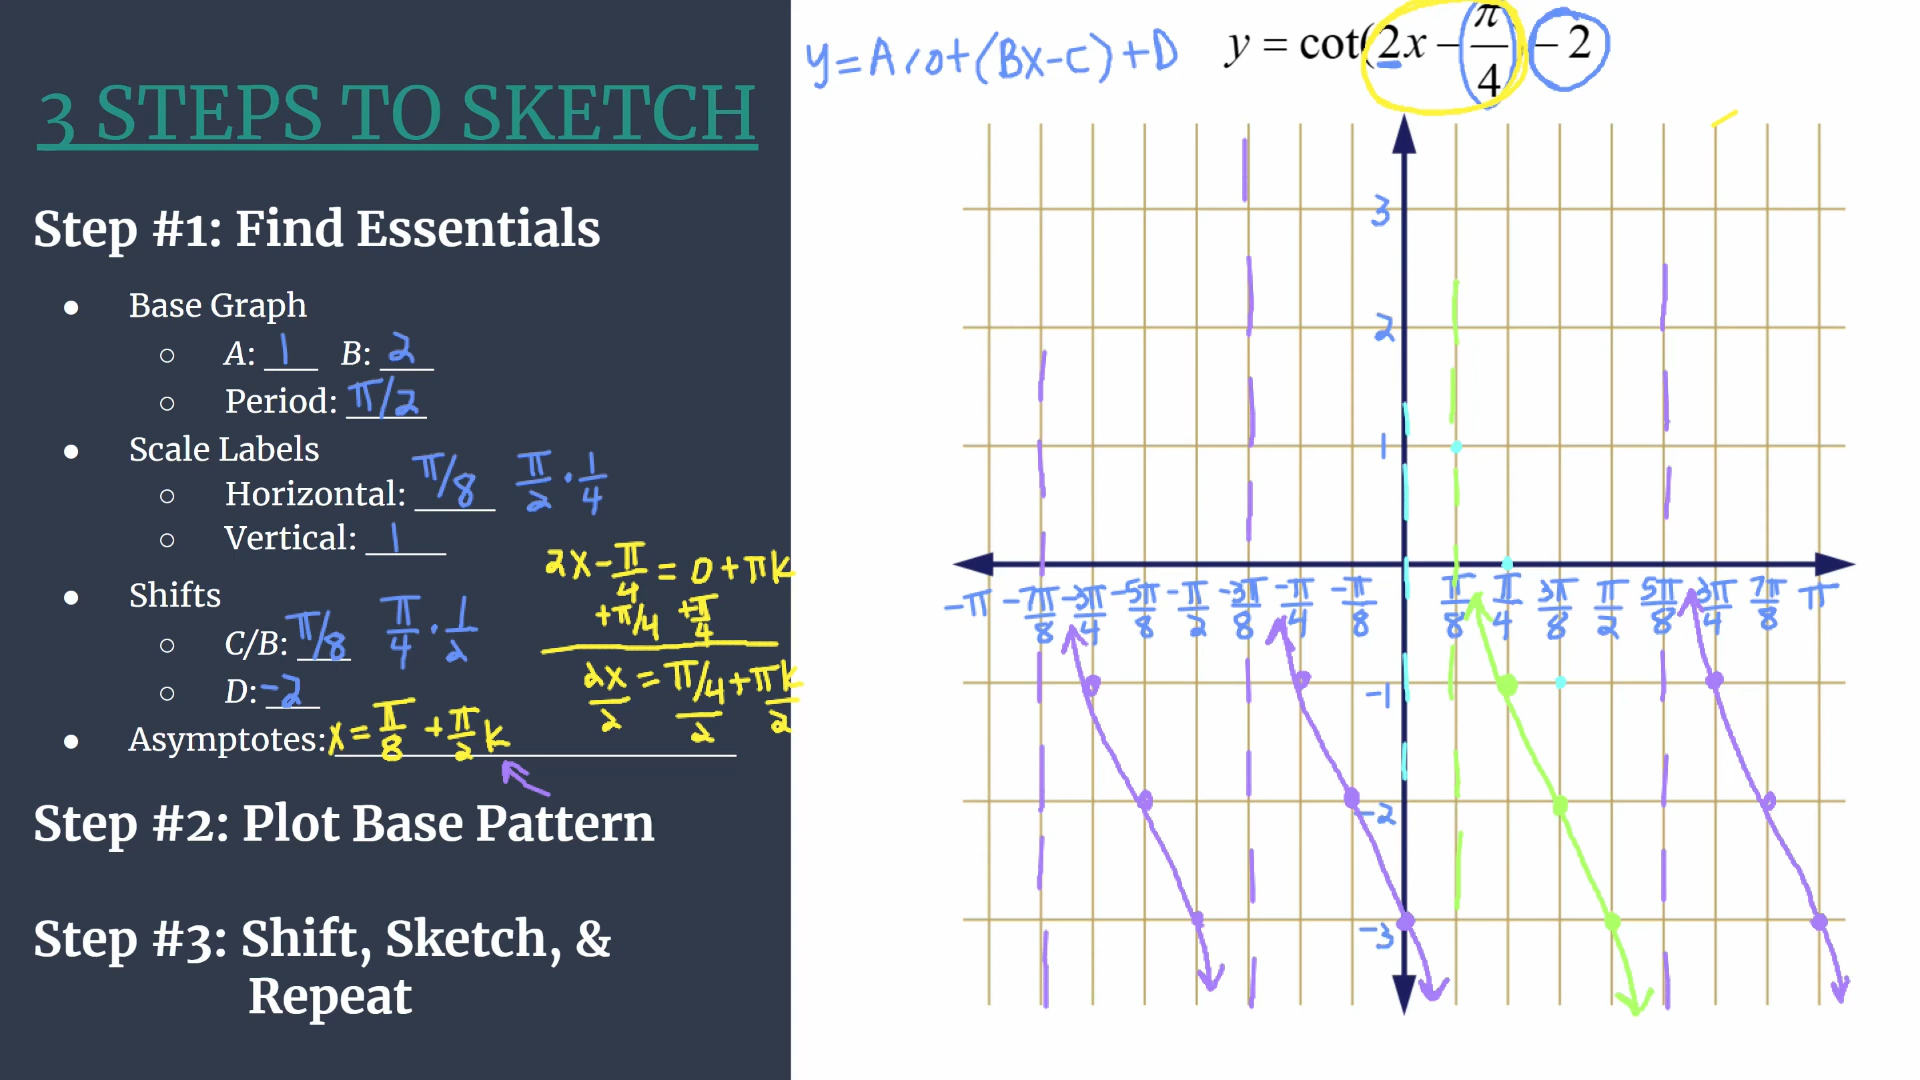 3 STEPS TO SKETCH
Step #1: Find Essentials
● Base Graph
○ A: 1 B: 2
○ Period: π/2
● Scale Labels
○ Horizontal: π/8 π/2 · 1/4
○ Vertical: 1
● Shifts
○ C/B: π/8 π/4 · 1/2
○ D: -2
● Asymptotes: x = π/8 + π/2 k
2x - π/4 = 0 + πk
+π/4 +π/4
2x/2 = π/4/2 + πk/2
Step #2: Plot Base Pattern
Step #3: Shift, Sketch, &
Repeat
y = A cot(Bx - C) + D
y = cot(2x - π/4) - 2
3
2
1
-π -7π/8 -3π/4 -5π/8 -π/2 -3π/8 -π/4 -π/8 π/8 π/4 3π/8 π/2 5π/8 3π/4 7π/8 π
-1
-2
-3